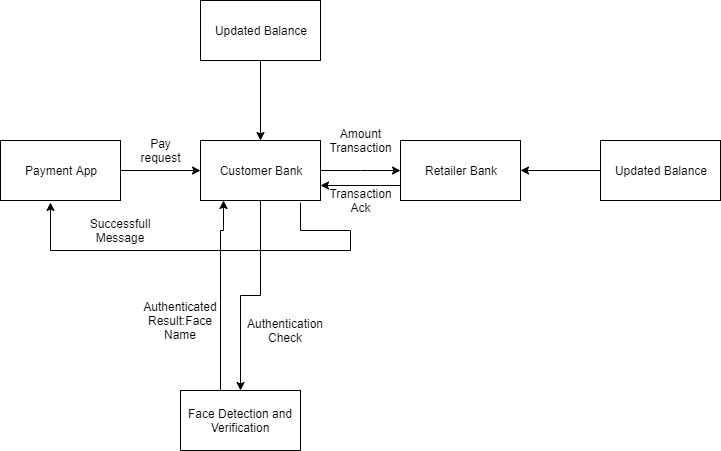 Updated Balance
Pay
request
Amount
Transaction
Payment App
Customer Bank
Retailer Bank
Updated Balance
Transaction
Ack
Successfull
Message
Authenticated
Result:Face
Name
Authentication
Check
Face Detection and
Verification